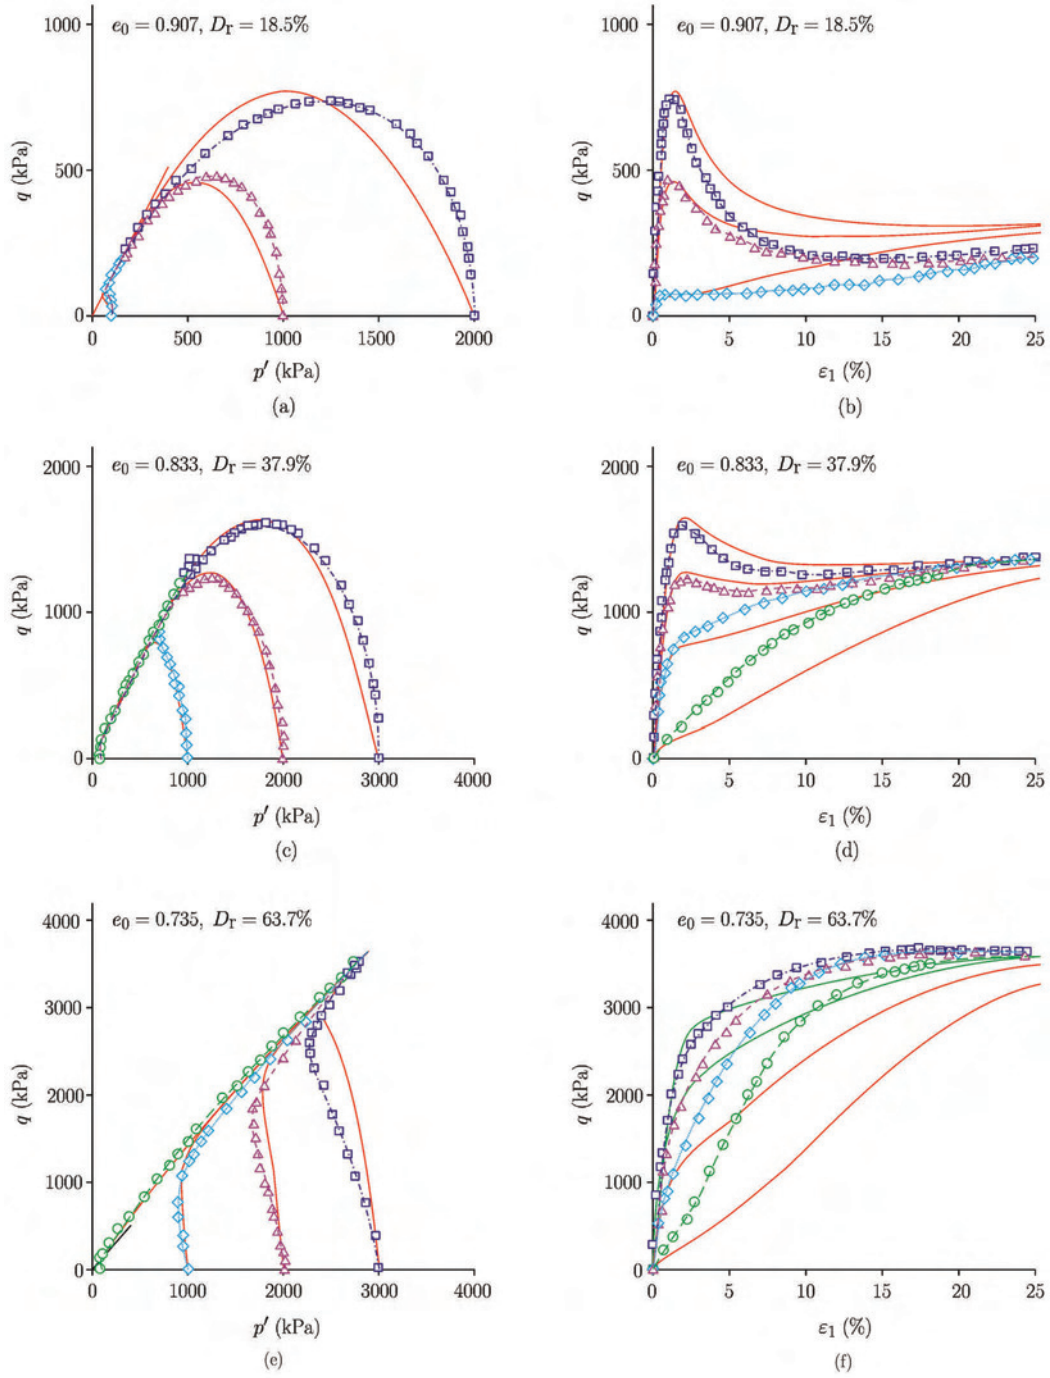 1000
e₀ = 0.907, Dᵣ = 18.5%
q (kPa)
500
0
0 500 1000 1500 2000
p′ (kPa)
(a)
1000
e₀ = 0.907, Dᵣ = 18.5%
q (kPa)
500
0
0 5 10 15 20 25
ε₁ (%)
(b)
2000
e₀ = 0.833, Dᵣ = 37.9%
q (kPa)
1000
0
0 1000 2000 3000 4000
p′ (kPa)
(c)
2000
e₀ = 0.833, Dᵣ = 37.9%
q (kPa)
1000
0
0 5 10 15 20 25
ε₁ (%)
(d)
4000
e₀ = 0.735, Dᵣ = 63.7%
3000
q (kPa)
2000
1000
0
0 1000 2000 3000 4000
p′ (kPa)
(e)
4000
e₀ = 0.735, Dᵣ = 63.7%
3000
q (kPa)
2000
1000
0
0 5 10 15 20 25
ε₁ (%)
(f)